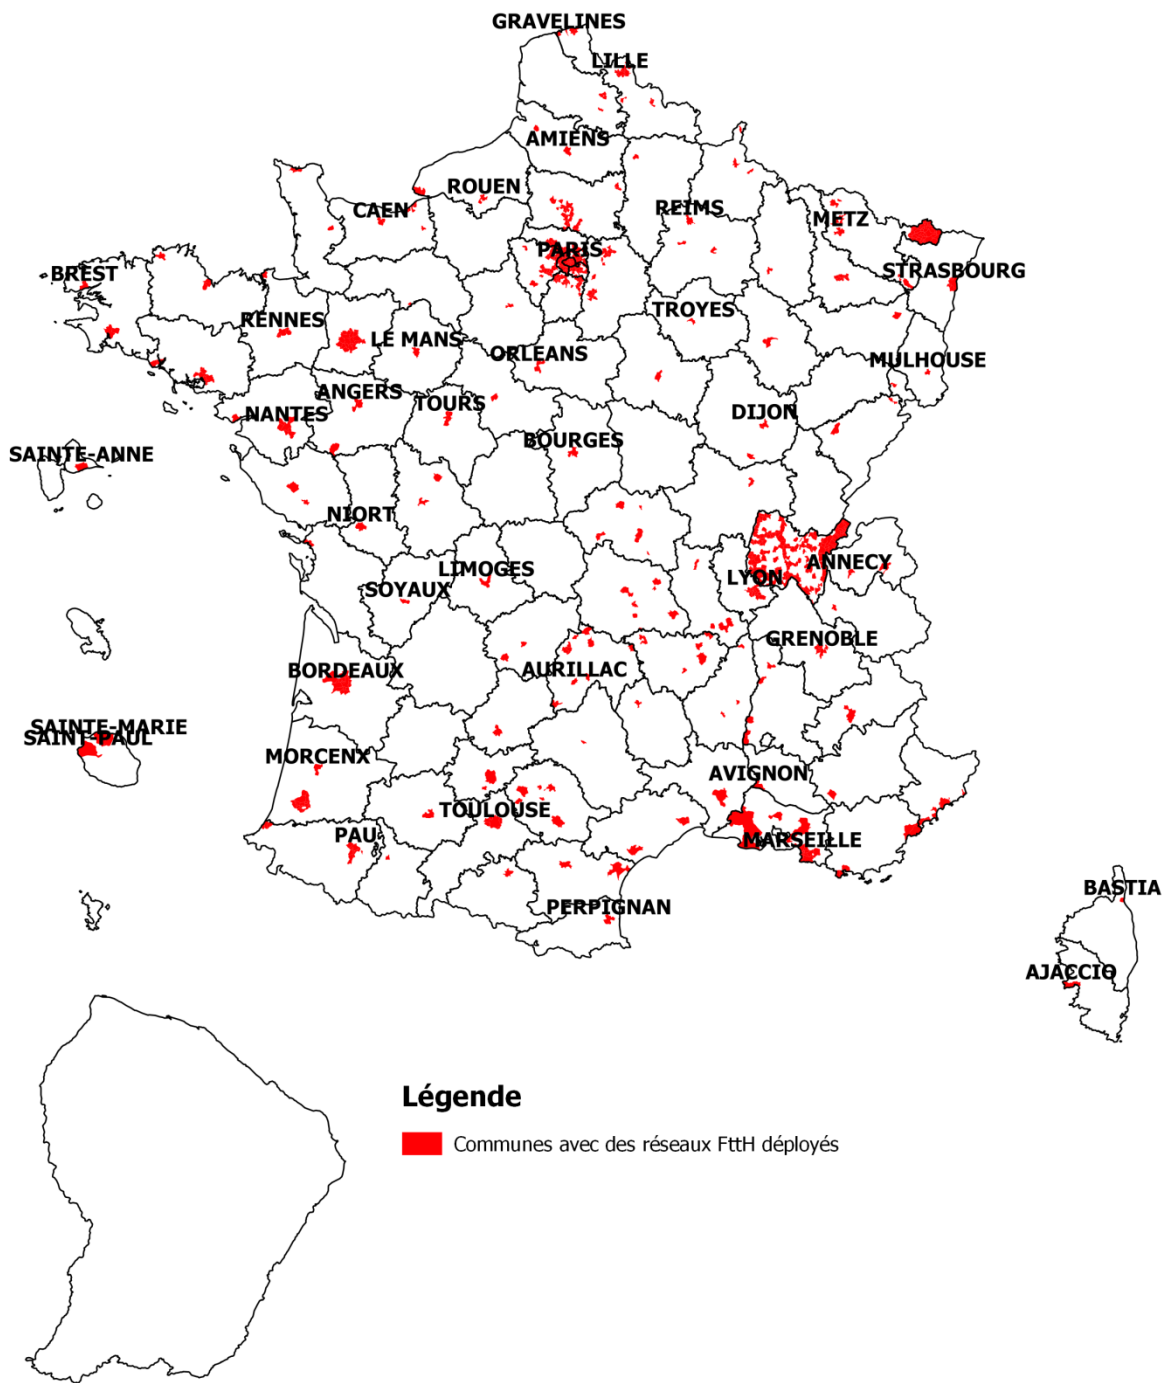 GRAVELINES
LILLE
AMIENS
ROUEN
CAEN
REIMS
METZ
PARIS
BREST
STRASBOURG
RENNES
TROYES
LE MANS
ORLEANS
MULHOUSE
ANGERS
TOURS
NANTES
DIJON
BOURGES
SAINTE-ANNE
NIORT
ANNECY
LIMOGES
LYON
SOYAUX
GRENOBLE
BORDEAUX
AURILLAC
SAINTE-MARIE
SAINT-PAUL
MORCENX
AVIGNON
TOULOUSE
PAU
MARSEILLE
BASTIA
PERPIGNAN
AJACCIO
Légende
Communes avec des réseaux FttH déployés